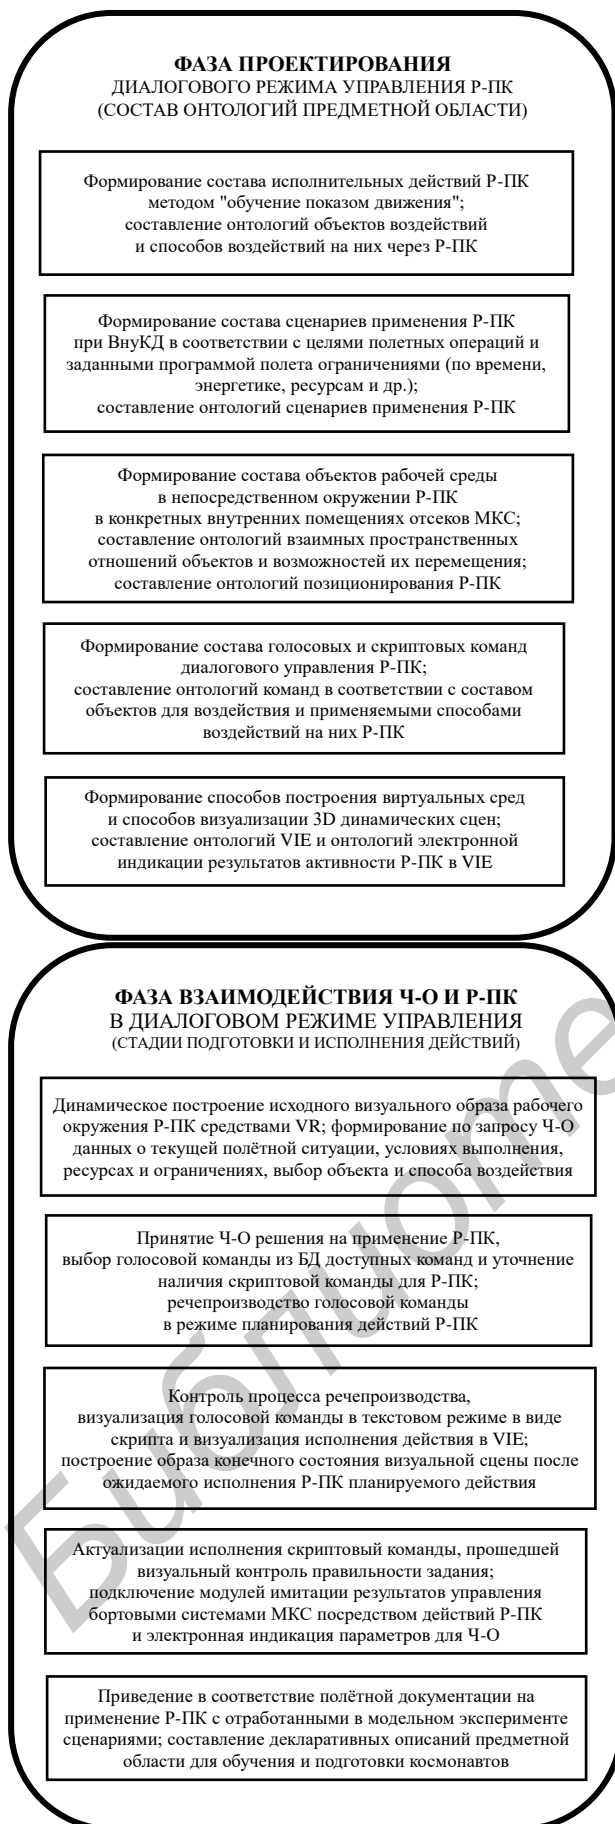 ФАЗА ПРОЕКТИРОВАНИЯ
ДИАЛОГОВОГО РЕЖИМА УПРАВЛЕНИЯ Р-ПК
(СОСТАВ ОНТОЛОГИЙ ПРЕДМЕТНОЙ ОБЛАСТИ)
Формирование состава исполнительных действий Р-ПК
методом "обучение показом движения";
составление онтологий объектов воздействий
и способов воздействий на них через Р-ПК
Формирование состава сценариев применения Р-ПК
при ВнуКД в соответствии с целями полетных операций и
заданными программой полета ограничениями (по времени,
энергетике, ресурсам и др.);
составление онтологий сценариев применения Р-ПК
Формирование состава объектов рабочей среды
в непосредственном окружении Р-ПК
в конкретных внутренних помещениях отсеков МКС;
составление онтологий взаимных пространственных
отношений объектов и возможностей их перемещения;
составление онтологий позиционирования Р-ПК
Формирование состава голосовых и скриптовых команд
диалогового управления Р-ПК;
составление онтологий команд в соответствии с составом
объектов для воздействия и применяемыми способами
воздействий на них Р-ПК
Формирование способов построения виртуальных сред
и способов визуализации 3D динамических сцен;
составление онтологий VIE и онтологий электронной
индикации результатов активности Р-ПК в VIE
ФАЗА ВЗАИМОДЕЙСТВИЯ Ч-О И Р-ПК
В ДИАЛОГОВОМ РЕЖИМЕ УПРАВЛЕНИЯ
(СТАДИИ ПОДГОТОВКИ И ИСПОЛНЕНИЯ ДЕЙСТВИЙ)
Динамическое построение исходного визуального образа рабочего
окружения Р-ПК средствами VR; формирование по запросу Ч-О
данных о текущей полётной ситуации, условиях выполнения,
ресурсах и ограничениях, выбор объекта и способа воздействия
Принятие Ч-О решения на применение Р-ПК,
выбор голосовой команды из БД доступных команд и уточнение
наличия скриптовой команды для Р-ПК;
речепроизводство голосовой команды
в режиме планирования действий Р-ПК
Контроль процесса речепроизводства,
визуализация голосовой команды в текстовом режиме в виде
скрипта и визуализация исполнения действия в VIE;
построение образа конечного состояния визуальной сцены после
ожидаемого исполнения Р-ПК планируемого действия
Актуализации исполнения скриптовый команды, прошедшей
визуальный контроль правильности задания;
подключение модулей имитации результатов управления
бортовыми системами МКС посредством действий Р-ПК
и электронная индикация параметров для Ч-О
Приведение в соответствие полётной документации на
применение Р-ПК с отработанными в модельном эксперименте
сценариями; составление декларативных описаний предметной
области для обучения и подготовки космонавтов
Библиоте